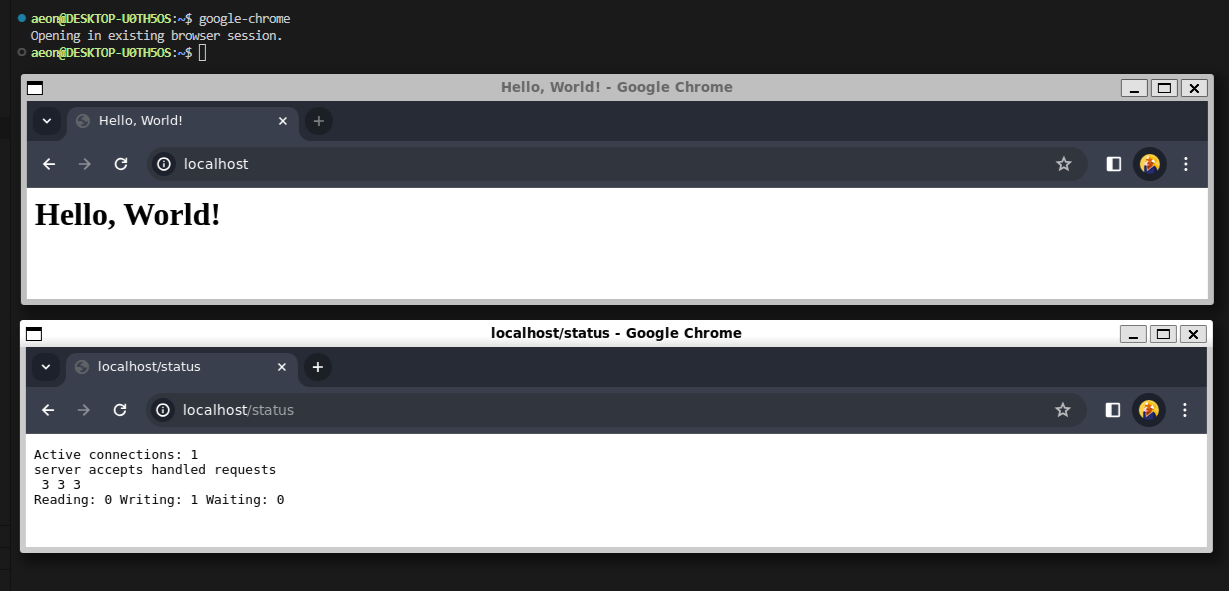 aeon@DESKTOP-U0TH5OS:~$ google-chrome
Opening in existing browser session.
aeon@DESKTOP-U0TH5OS:~$
Hello, World! - Google Chrome
Hello, World!
localhost
Hello, World!
localhost/status - Google Chrome
localhost/status
localhost/status
Active connections: 1
server accepts handled requests
 3 3 3
Reading: 0 Writing: 1 Waiting: 0